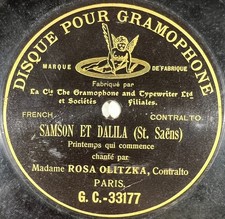 DISQUE POUR GRAMOPHONE
MARQUE DE FABRIQUE
Fabriqué par
La Cie The Gramophone and Typewriter Ltd
et Sociétés Filiales.
FRENCH CONTRALTO.
SAMSON ET DALILA (St. Saëns)
Printemps qui commence
chanté par
Madame ROSA OLITZKA, Contralto
PARIS.
G. C.-33177